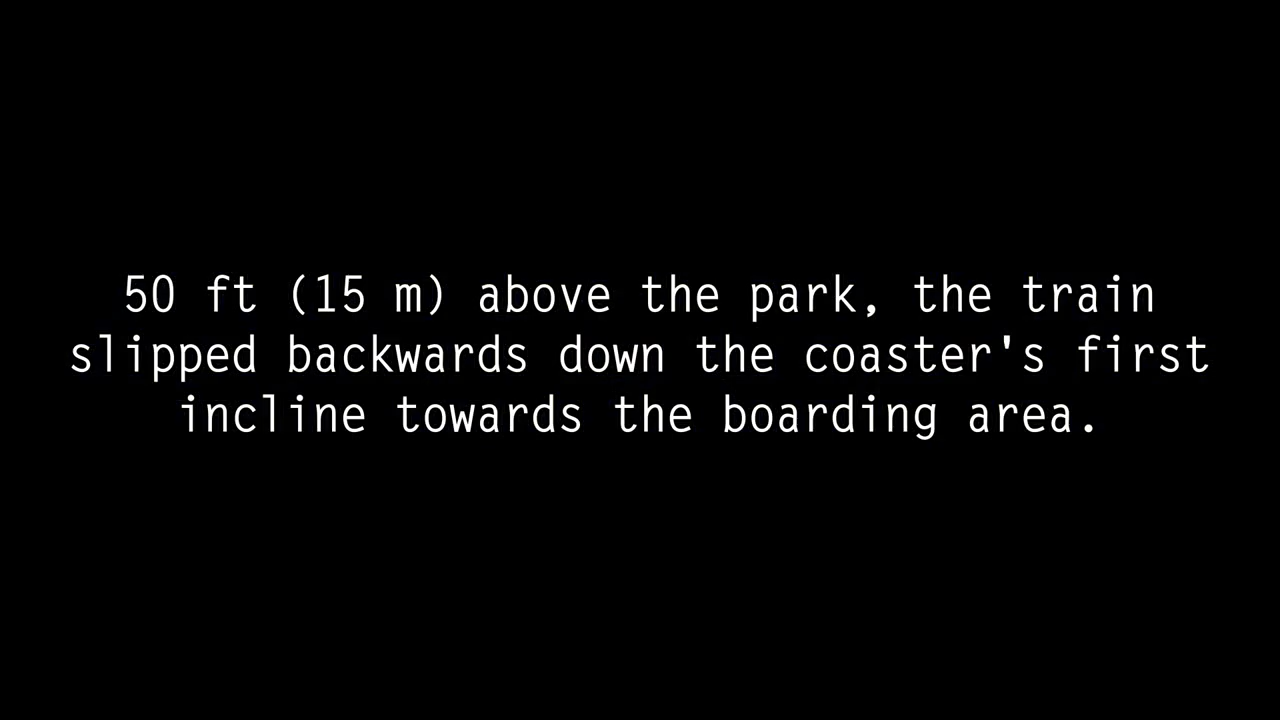 50 ft (15 m) above the park, the train
slipped backwards down the coaster's first
incline towards the boarding area.